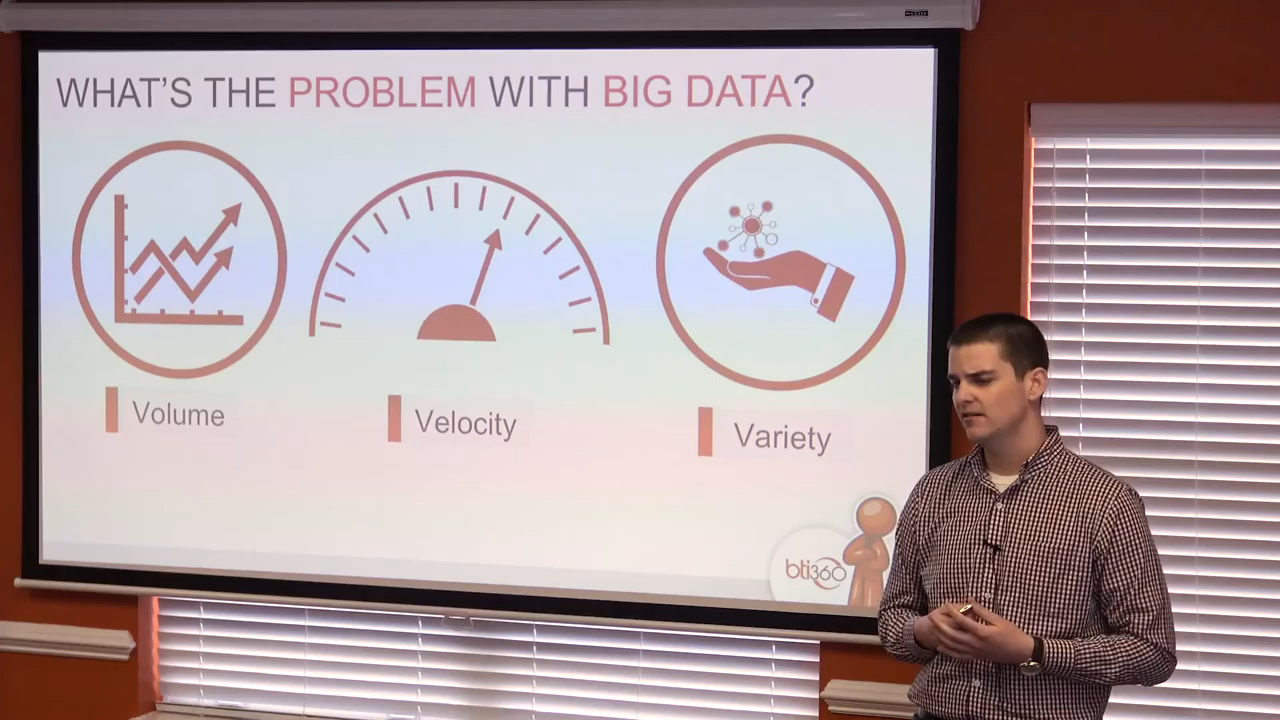 WHAT'S THE PROBLEM WITH BIG DATA?
Volume
Velocity
Variety
bti360